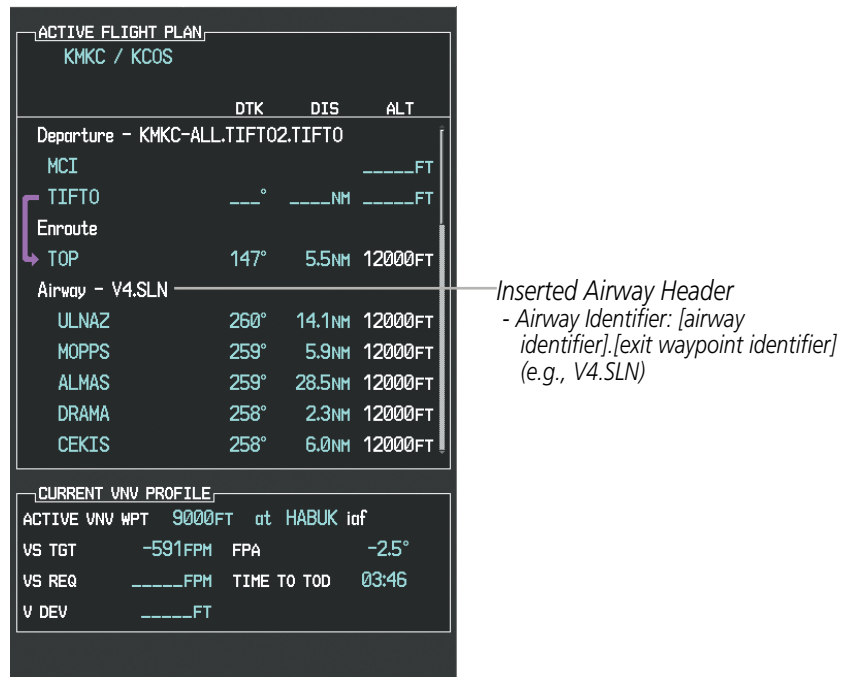 ACTIVE FLIGHT PLAN
KMKC / KCOS
DTK DIS ALT
Departure - KMKC-ALL.TIFTO2.TIFTO
MCI _____FT
TIFTO ___° ____NM _____FT
Enroute
TOP 147° 5.5NM 12000FT
Airway - V4.SLN
ULNAZ 260° 14.1NM 12000FT
MOPPS 259° 5.9NM 12000FT
ALMAS 259° 28.5NM 12000FT
DRAMA 258° 2.3NM 12000FT
CEKIS 258° 6.0NM 12000FT
CURRENT VNV PROFILE
ACTIVE VNV WPT 9000FT at HABUK iaf
VS TGT -591FPM FPA -2.5°
VS REQ _____FPM TIME TO TOD 03:46
V DEV _____FT
Inserted Airway Header
- Airway Identifier: [airway
identifier].[exit waypoint identifier]
(e.g., V4.SLN)